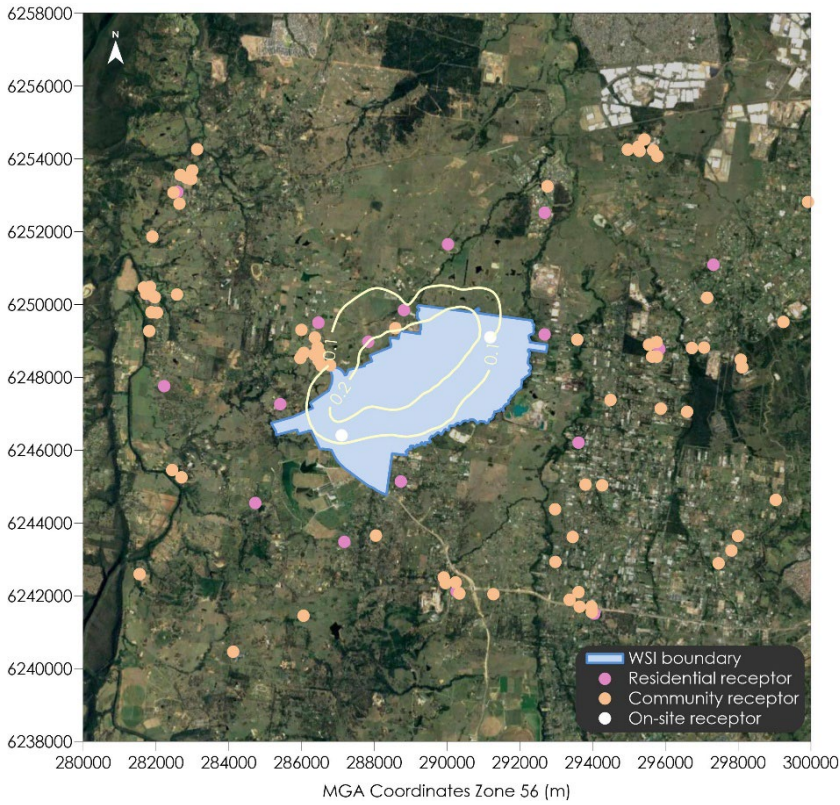 6258000
6256000
6254000
6252000
6250000
6248000
6246000
6244000
6242000
6240000
6238000
N
0.1
0.2
0.1
WSI boundary
Residential receptor
Community receptor
On-site receptor
280000 282000 284000 286000 288000 290000 292000 294000 296000 298000 300000
MGA Coordinates Zone 56 (m)